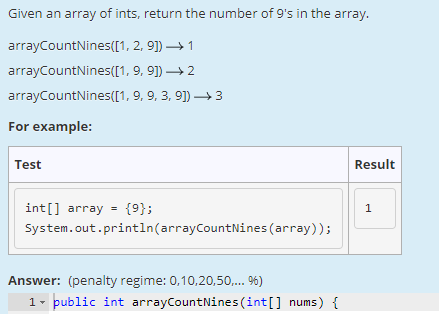 Given an array of ints, return the number of 9's in the array.
arrayCountNines([1, 2, 9]) → 1
arrayCountNines([1, 9, 9]) → 2
arrayCountNines([1, 9, 9, 3, 9]) → 3
For example:
Test Result
int[] array = {9}; 1
System.out.println(arrayCountNines(array));
Answer: (penalty regime: 0,10,20,50,... %)
1 public int arrayCountNines(int[] nums) {